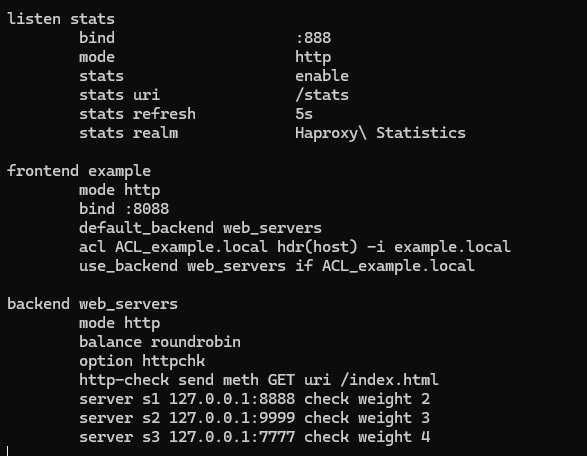 listen stats
bind :888
mode http
stats enable
stats uri /stats
stats refresh 5s
stats realm Haproxy\ Statistics
frontend example
mode http
bind :8088
default_backend web_servers
acl ACL_example.local hdr(host) -i example.local
use_backend web_servers if ACL_example.local
backend web_servers
mode http
balance roundrobin
option httpchk
http-check send meth GET uri /index.html
server s1 127.0.0.1:8888 check weight 2
server s2 127.0.0.1:9999 check weight 3
server s3 127.0.0.1:7777 check weight 4